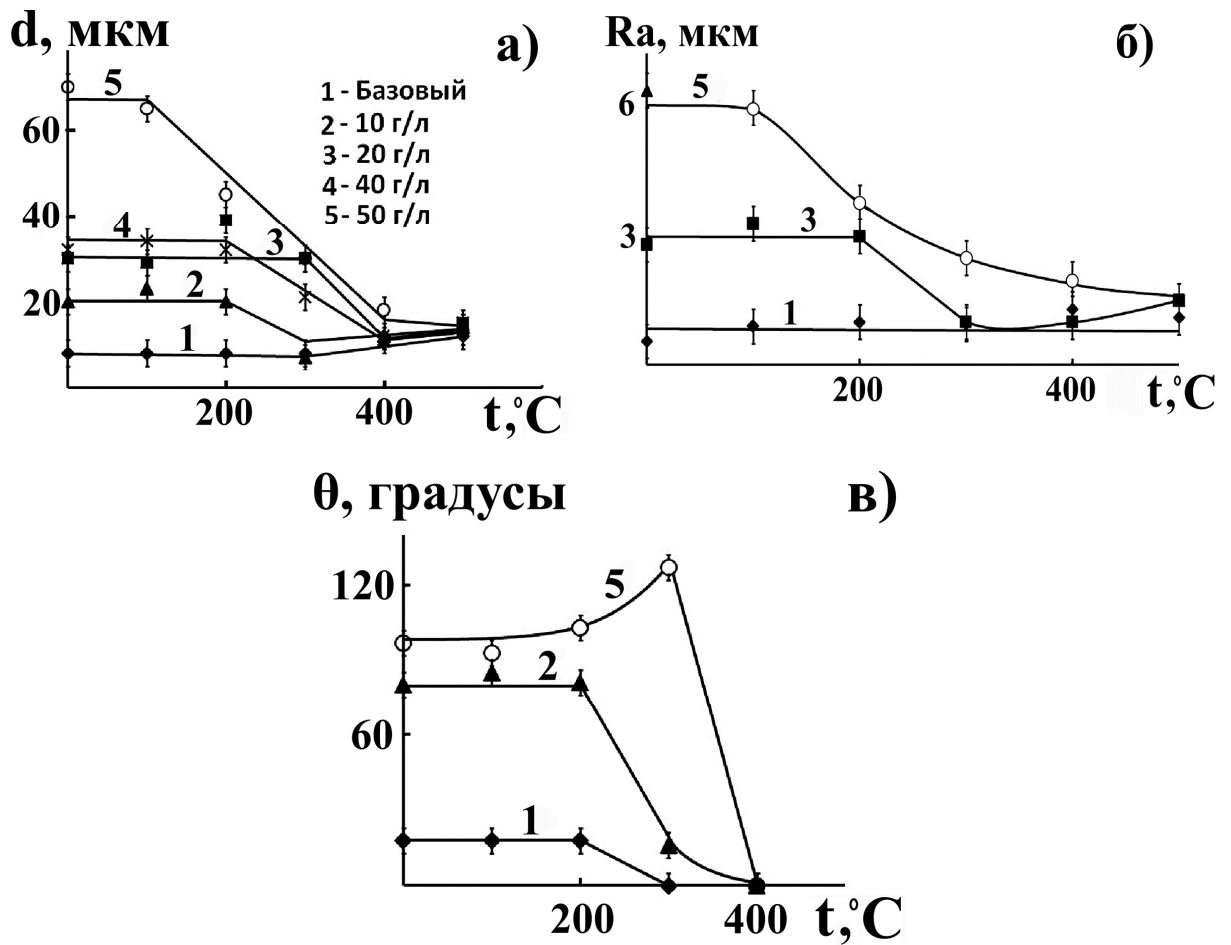 d, мкм
а)
5
60
40
4
3
20
2
1
200
400
t,°C
1 - Базовый
2 - 10 г/л
3 - 20 г/л
4 - 40 г/л
5 - 50 г/л
Ra, мкм
б)
6
5
3
3
1
200
400
t,°C
θ, градусы
в)
120
5
2
60
1
200
400
t,°C